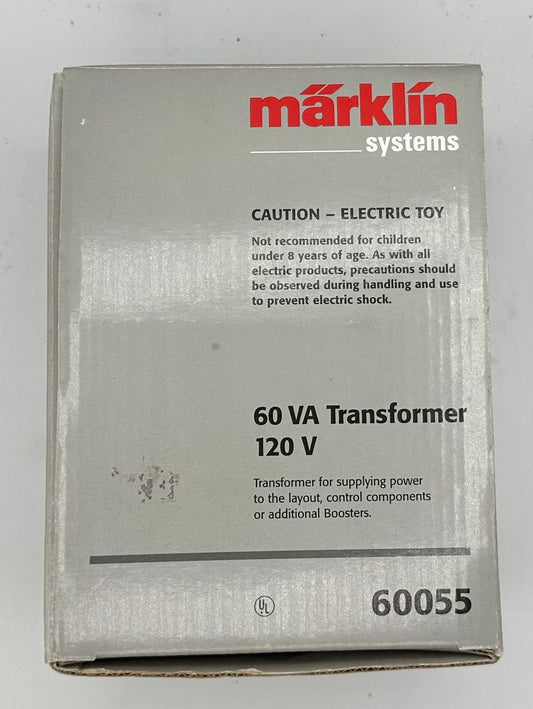 märklín
systems
CAUTION – ELECTRIC TOY
Not recommended for children
under 8 years of age. As with all
electric products, precautions should
be observed during handling and use
to prevent electric shock.
60 VA Transformer
120 V
Transformer for supplying power
to the layout, control components
or additional Boosters.
UL
60055